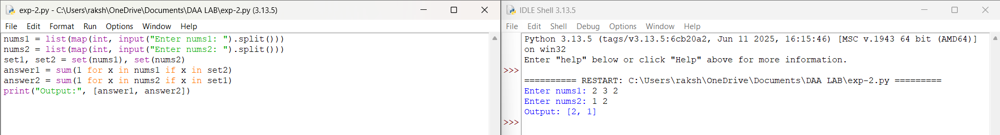 exp-2.py - C:\Users\raksh\OneDrive\Documents\DAA LAB\exp-2.py (3.13.5)
File Edit Format Run Options Window Help
nums1 = list(map(int, input("Enter nums1: ").split()))
nums2 = list(map(int, input("Enter nums2: ").split()))
set1, set2 = set(nums1), set(nums2)
answer1 = sum(1 for x in nums1 if x in set2)
answer2 = sum(1 for x in nums2 if x in set1)
print("Output:", [answer1, answer2])
IDLE Shell 3.13.5
File Edit Shell Debug Options Window Help
Python 3.13.5 (tags/v3.13.5:6cb20a2, Jun 11 2025, 16:15:46) [MSC v.1943 64 bit (AMD64)]
on win32
Enter "help" below or click "Help" above for more information.
>>>
========== RESTART: C:\Users\raksh\OneDrive\Documents\DAA LAB\exp-2.py =========
Enter nums1: 2 3 2
Enter nums2: 1 2
Output: [2, 1]
>>>